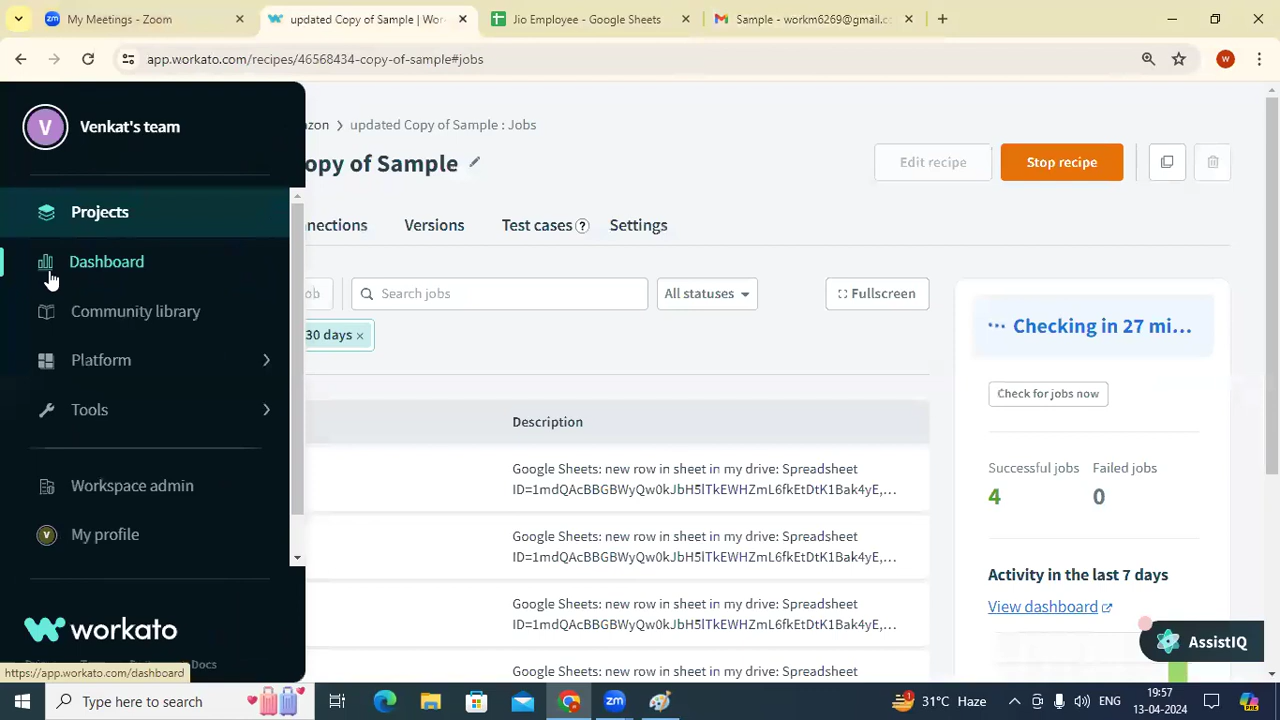 My Meetings - Zoom
updated Copy of Sample | Wor
Jio Employee - Google Sheets
Sample - workm6269@gmail.cc
app.workato.com/recipes/46568434-copy-of-sample#jobs
V
Venkat's team
Projects
Dashboard
Community library
Platform
Tools
Workspace admin
V
My profile
workato
Docs
https://app.workato.com/dashboard
zon > updated Copy of Sample : Jobs
opy of Sample
Edit recipe
Stop recipe
nnections
Versions
Test cases ?
Settings
ob
Search jobs
All statuses
Fullscreen
30 days ×
Description
Google Sheets: new row in sheet in my drive: Spreadsheet
ID=1mdQAcBBGBWyQw0kJbH5lTkEWHZmL6fkEtDtK1Bak4yE,...
Google Sheets: new row in sheet in my drive: Spreadsheet
ID=1mdQAcBBGBWyQw0kJbH5lTkEWHZmL6fkEtDtK1Bak4yE,...
Google Sheets: new row in sheet in my drive: Spreadsheet
ID=1mdQAcBBGBWyQw0kJbH5lTkEWHZmL6fkEtDtK1Bak4yE,...
Google Sheets: new row in sheet in my drive: Spreadsheet
Checking in 27 mi...
Check for jobs now
Successful jobs
Failed jobs
4
0
Activity in the last 7 days
View dashboard
AssistIQ
Type here to search
31°C Haze
ENG
19:57
13-04-2024